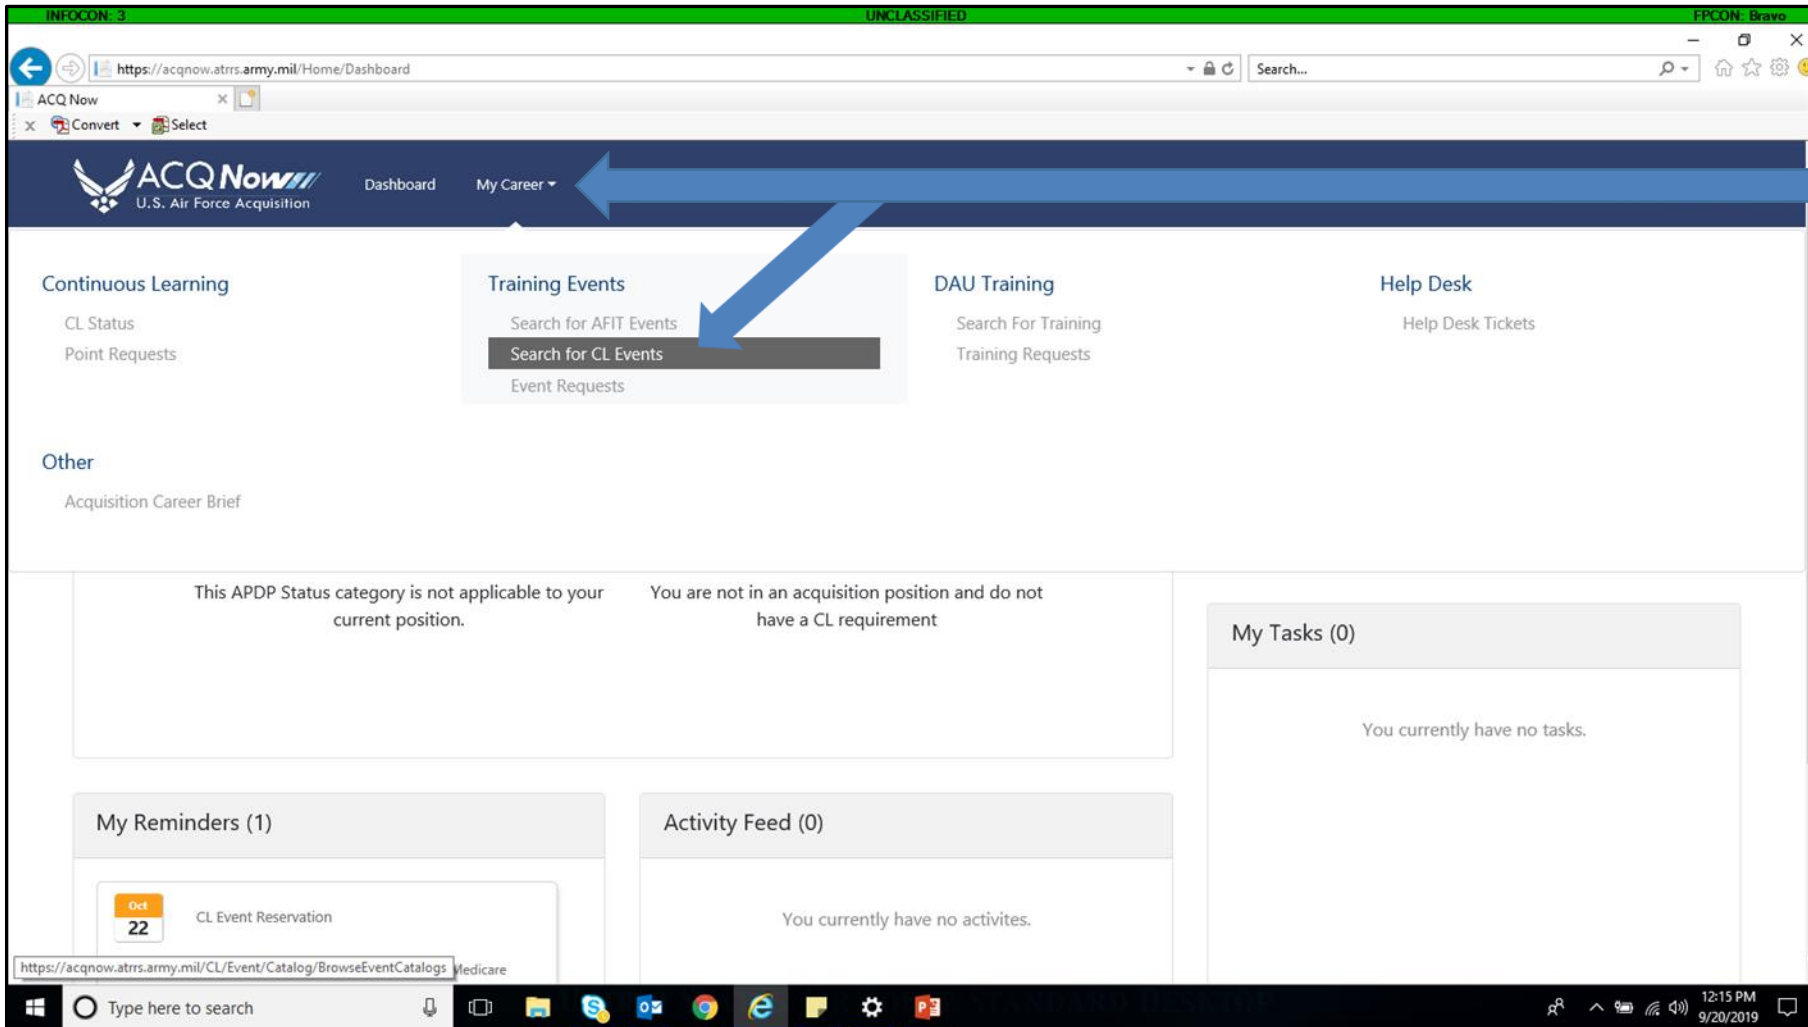 INFOCON: 3 UNCLASSIFIED FPCON: Bravo
https://acqnow.atrrs.army.mil/Home/Dashboard
Search...
ACQ Now
Convert Select
ACQ Now
U.S. Air Force Acquisition
Dashboard My Career
Continuous Learning
CL Status
Point Requests
Training Events
Search for AFIT Events
Search for CL Events
Event Requests
DAU Training
Search For Training
Training Requests
Help Desk
Help Desk Tickets
Other
Acquisition Career Brief
This APDP Status category is not applicable to your
current position.
You are not in an acquisition position and do not
have a CL requirement
My Tasks (0)
You currently have no tasks.
My Reminders (1)
Oct
22
CL Event Reservation
Medicare
Activity Feed (0)
You currently have no activites.
https://acqnow.atrrs.army.mil/CL/Event/Catalog/BrowseEventCatalogs
Type here to search
12:15 PM
9/20/2019